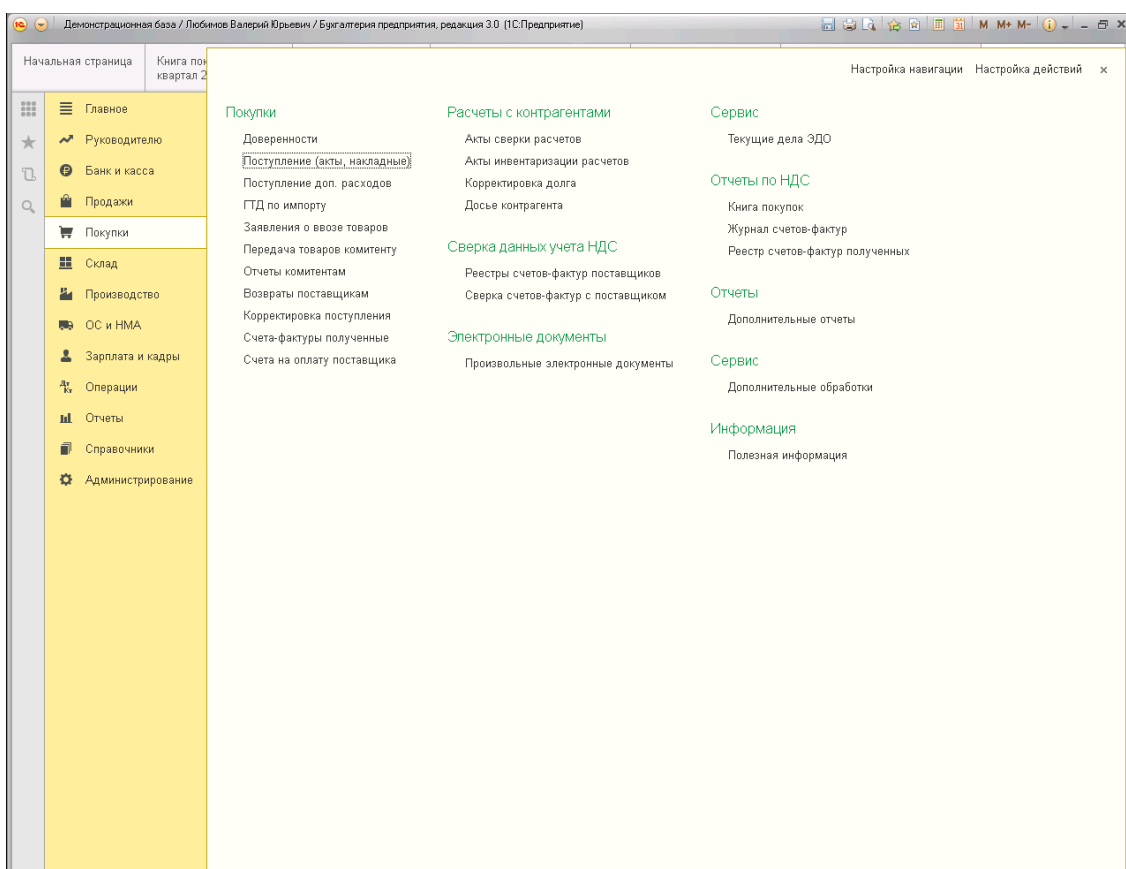 Демонстрационная база / Любимов Валерий Юрьевич / Бухгалтерия предприятия, редакция 3.0 (1С:Предприятие)
M M+ M-
Начальная страница
Книга пок
квартал 2
Настройка навигации Настройка действий
Главное
Руководителю
Банк и касса
Продажи
Покупки
Склад
Производство
ОС и НМА
Зарплата и кадры
Операции
Отчеты
Справочники
Администрирование
Покупки
Доверенности
Поступление (акты, накладные)
Поступление доп. расходов
ГТД по импорту
Заявления о ввозе товаров
Передача товаров комитенту
Отчеты комитентам
Возвраты поставщикам
Корректировка поступления
Счета-фактуры полученные
Счета на оплату поставщика
Расчеты с контрагентами
Акты сверки расчетов
Акты инвентаризации расчетов
Корректировка долга
Досье контрагента
Сверка данных учета НДС
Реестры счетов-фактур поставщиков
Сверка счетов-фактур с поставщиком
Электронные документы
Произвольные электронные документы
Сервис
Текущие дела ЭДО
Отчеты по НДС
Книга покупок
Журнал счетов-фактур
Реестр счетов-фактур полученных
Отчеты
Дополнительные отчеты
Сервис
Дополнительные обработки
Информация
Полезная информация